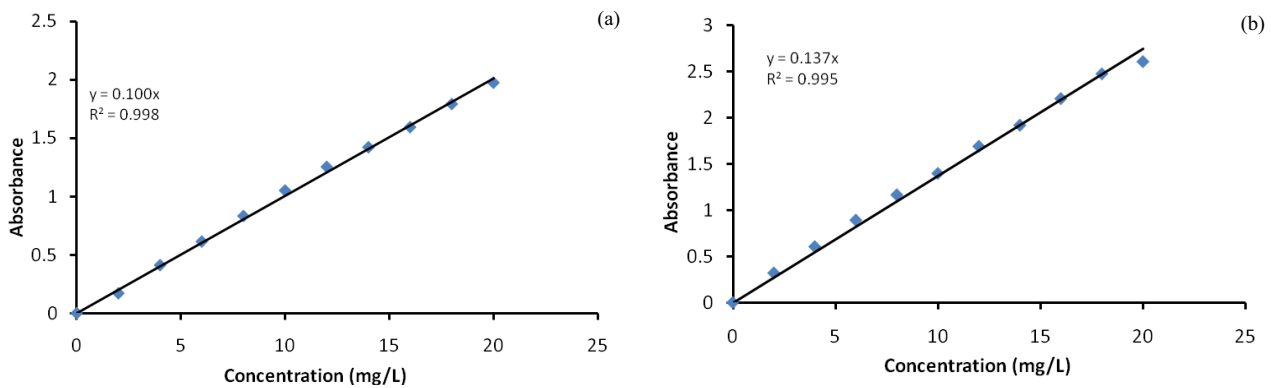 (a)
2.5
2
1.5
1
0.5
0
y = 0.100x
R² = 0.998
Absorbance
0 5 10 15 20 25
Concentration (mg/L)
(b)
3
2.5
2
1.5
1
0.5
0
y = 0.137x
R² = 0.995
Absorbance
0 5 10 15 20 25
Concentration (mg/L)